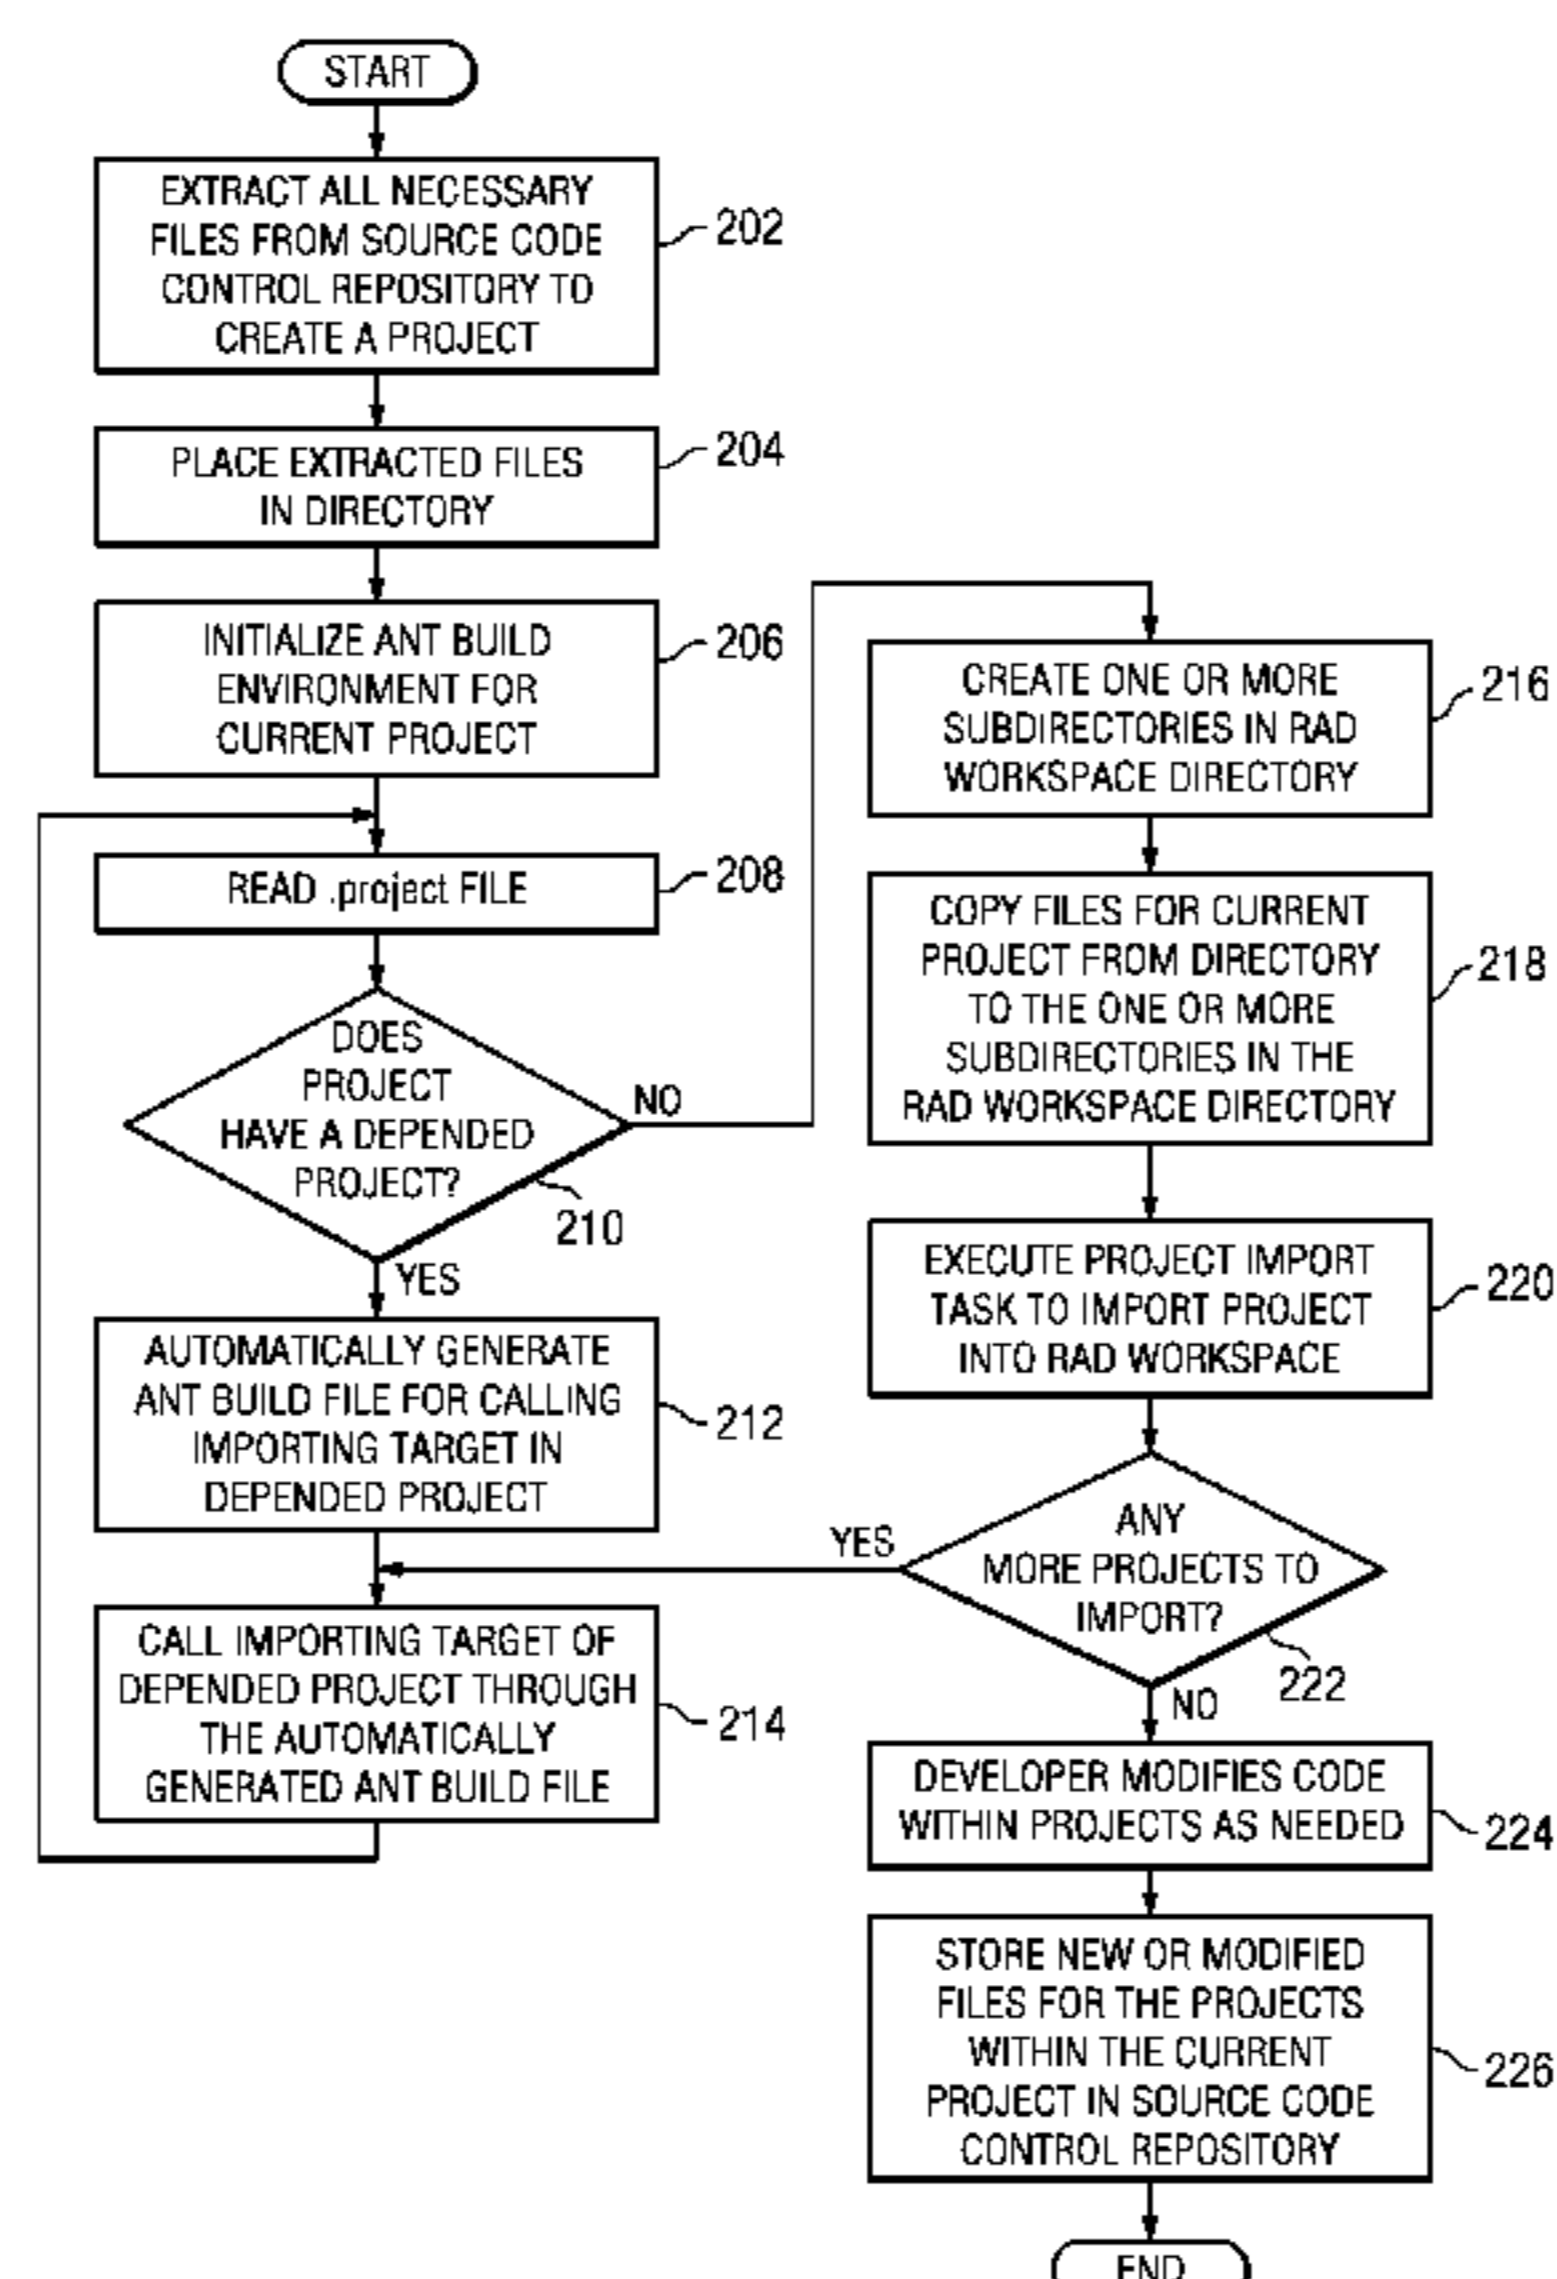 START
EXTRACT ALL NECESSARY
FILES FROM SOURCE CODE
CONTROL REPOSITORY TO
CREATE A PROJECT
202
PLACE EXTRACTED FILES
IN DIRECTORY
204
INITIALIZE ANT BUILD
ENVIRONMENT FOR
CURRENT PROJECT
206
READ .project FILE
208
DOES
PROJECT
HAVE A DEPENDED
PROJECT?
210
NO
YES
AUTOMATICALLY GENERATE
ANT BUILD FILE FOR CALLING
IMPORTING TARGET IN
DEPENDED PROJECT
212
CALL IMPORTING TARGET OF
DEPENDED PROJECT THROUGH
THE AUTOMATICALLY
GENERATED ANT BUILD FILE
214
CREATE ONE OR MORE
SUBDIRECTORIES IN RAD
WORKSPACE DIRECTORY
216
COPY FILES FOR CURRENT
PROJECT FROM DIRECTORY
TO THE ONE OR MORE
SUBDIRECTORIES IN THE
RAD WORKSPACE DIRECTORY
218
EXECUTE PROJECT IMPORT
TASK TO IMPORT PROJECT
INTO RAD WORKSPACE
220
ANY
MORE PROJECTS TO
IMPORT?
222
YES
NO
DEVELOPER MODIFIES CODE
WITHIN PROJECTS AS NEEDED
224
STORE NEW OR MODIFIED
FILES FOR THE PROJECTS
WITHIN THE CURRENT
PROJECT IN SOURCE CODE
CONTROL REPOSITORY
226
END